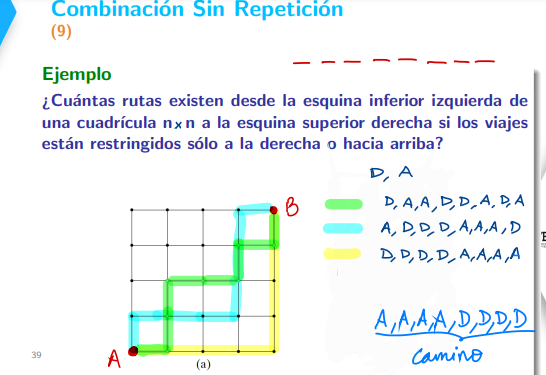 Combinación Sin Repetición
(9)
Ejemplo
¿Cuántas rutas existen desde la esquina inferior izquierda de
una cuadrícula n x n a la esquina superior derecha si los viajes
están restringidos sólo a la derecha o hacia arriba?
D, A
D, A, A, D, D, A, D, A
A, D, D, D, A, A, A, D
D, D, D, D, A, A, A, A
B
A, A, A, A, D, D, D, D
camino
A
(a)
39